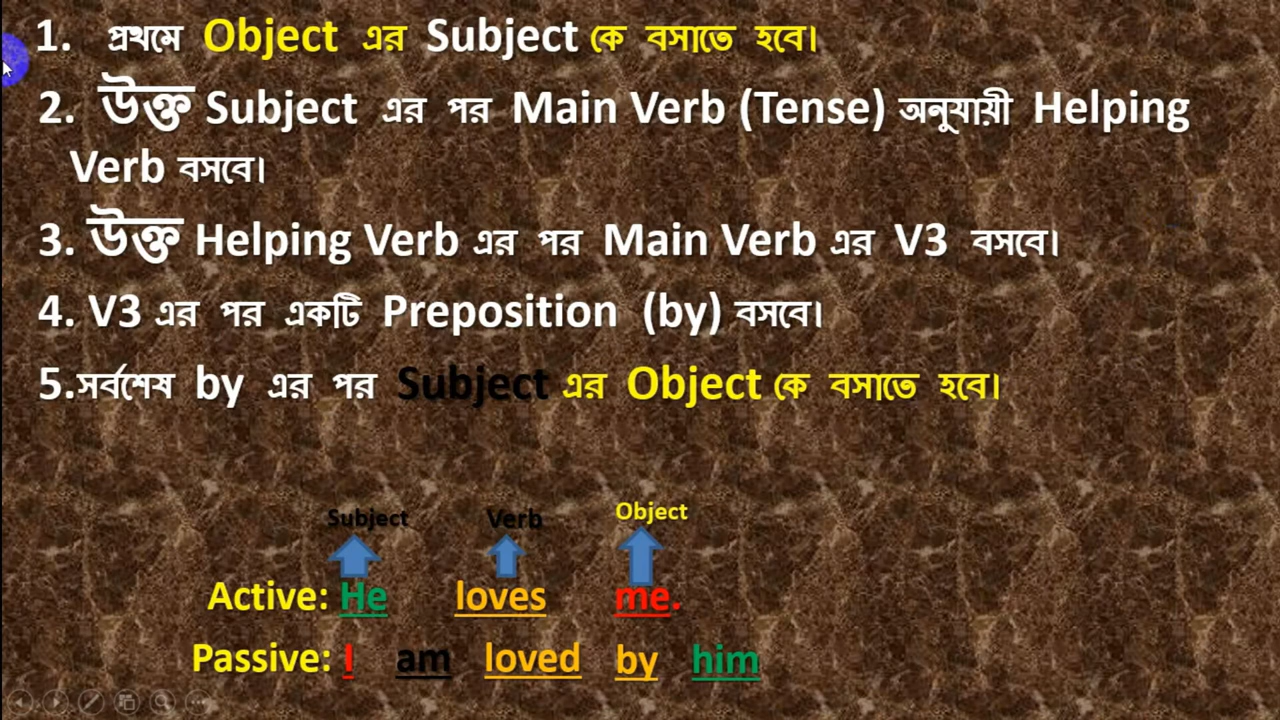 1. প্রথমে Object এর Subject কে বসাতে হবে।
2. উক্ত Subject এর পর Main Verb (Tense) অনুযায়ী Helping
Verb বসবে।
3. উক্ত Helping Verb এর পর Main Verb এর V3 বসবে।
4. V3 এর পর একটি Preposition (by) বসবে।
5.সর্বশেষ by এর পর Subject এর Object কে বসাতে হবে।
Subject Verb Object
Active: He loves me.
Passive: I am loved by him